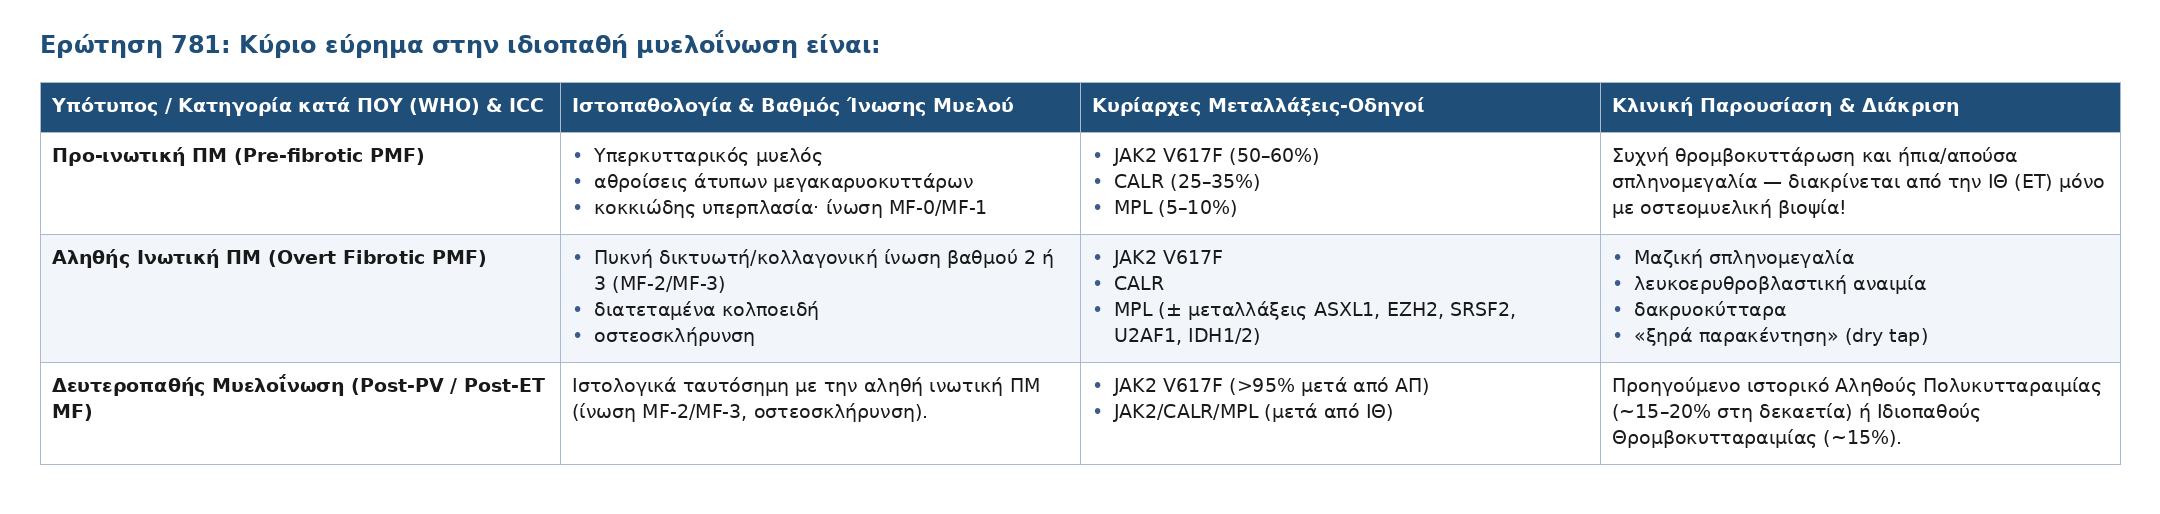 Ερώτηση 781: Κύριο εύρημα στην ιδιοπαθή μυελοΐνωση είναι:
Υπότυπος / Κατηγορία κατά ΠΟΥ (WHO) & ICC
Ιστοπαθολογία & Βαθμός Ίνωσης Μυελού
Κυρίαρχες Μεταλλάξεις-Οδηγοί
Κλινική Παρουσίαση & Διάκριση
Προ-ινωτική ΠΜ (Pre-fibrotic PMF)
• Υπερκυτταρικός μυελός
• αθροίσεις άτυπων μεγακαρυοκυττάρων
• κοκκιώδης υπερπλασία· ίνωση MF-0/MF-1
• JAK2 V617F (50–60%)
• CALR (25–35%)
• MPL (5–10%)
Συχνή θρομβοκυττάρωση και ήπια/απούσα
σπληνομεγαλία — διακρίνεται από την ΙΘ (ET) μόνο
με οστεομυελική βιοψία!
Αληθής Ινωτική ΠΜ (Overt Fibrotic PMF)
• Πυκνή δικτυωτή/κολλαγονική ίνωση βαθμού 2 ή
3 (MF-2/MF-3)
• διατεταμένα κολποειδή
• οστεοσκλήρυνση
• JAK2 V617F
• CALR
• MPL (± μεταλλάξεις ASXL1, EZH2, SRSF2,
U2AF1, IDH1/2)
• Μαζική σπληνομεγαλία
• λευκοερυθροβλαστική αναιμία
• δακρυοκύτταρα
• «ξηρά παρακέντηση» (dry tap)
Δευτεροπαθής Μυελοΐνωση (Post-PV / Post-ET
MF)
Ιστολογικά ταυτόσημη με την αληθή ινωτική ΠΜ
(ίνωση MF-2/MF-3, οστεοσκλήρυνση).
• JAK2 V617F (>95% μετά από ΑΠ)
• JAK2/CALR/MPL (μετά από ΙΘ)
Προηγούμενο ιστορικό Αληθούς Πολυκυτταραιμίας
(~15–20% στη δεκαετία) ή Ιδιοπαθούς
Θρομβοκυτταραιμίας (~15%).